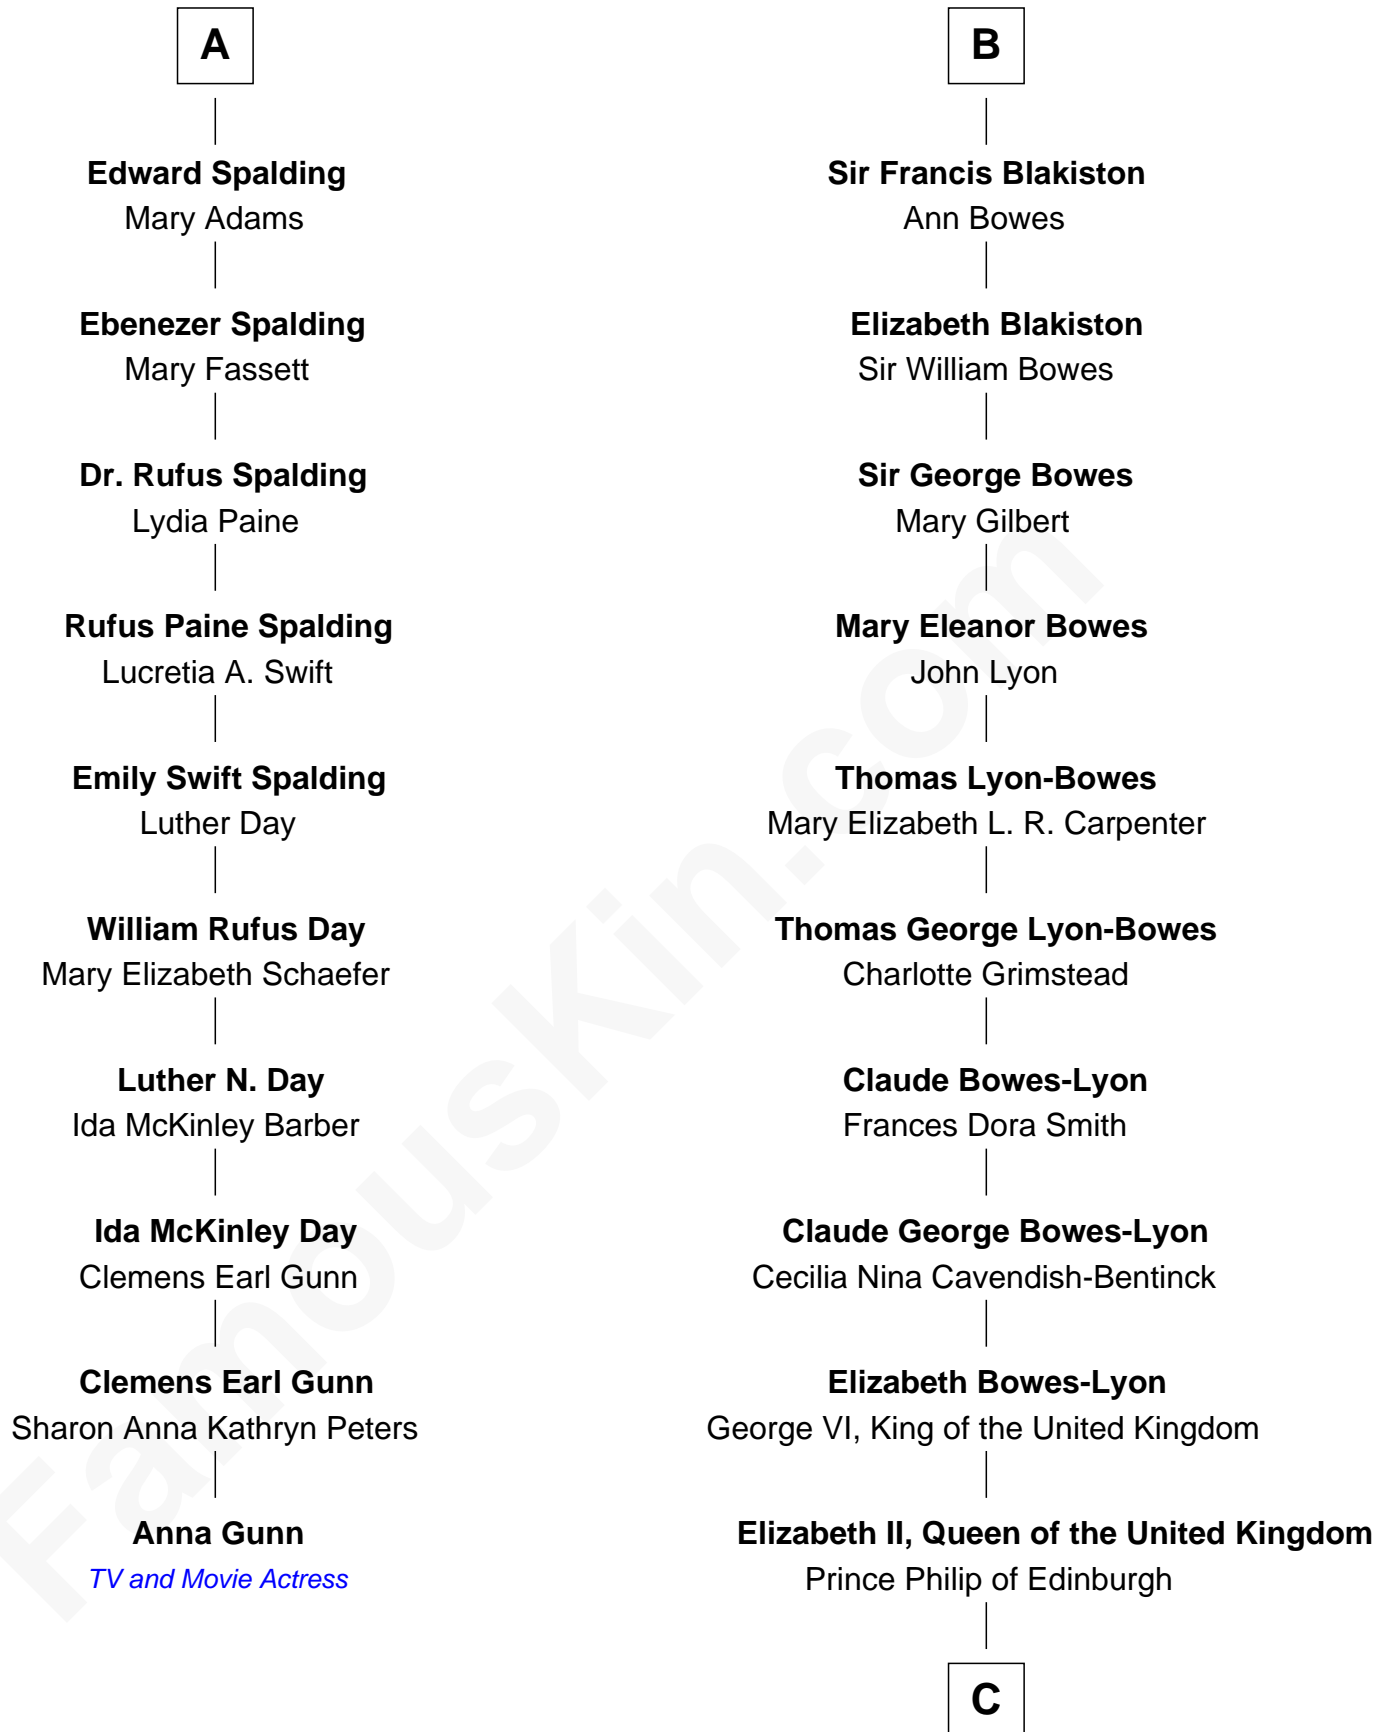 A
Edward Spalding
Mary Adams
Ebenezer Spalding
Mary Fassett
Dr. Rufus Spalding
Lydia Paine
Rufus Paine Spalding
Lucretia A. Swift
Emily Swift Spalding
Luther Day
William Rufus Day
Mary Elizabeth Schaefer
Luther N. Day
Ida McKinley Barber
Ida McKinley Day
Clemens Earl Gunn
Clemens Earl Gunn
Sharon Anna Kathryn Peters
Anna Gunn
TV and Movie Actress
B
Sir Francis Blakiston
Ann Bowes
Elizabeth Blakiston
Sir William Bowes
Sir George Bowes
Mary Gilbert
Mary Eleanor Bowes
John Lyon
Thomas Lyon-Bowes
Mary Elizabeth L. R. Carpenter
Thomas George Lyon-Bowes
Charlotte Grimstead
Claude Bowes-Lyon
Frances Dora Smith
Claude George Bowes-Lyon
Cecilia Nina Cavendish-Bentinck
Elizabeth Bowes-Lyon
George VI, King of the United Kingdom
Elizabeth II, Queen of the United Kingdom
Prince Philip of Edinburgh
C
FamousKin.com